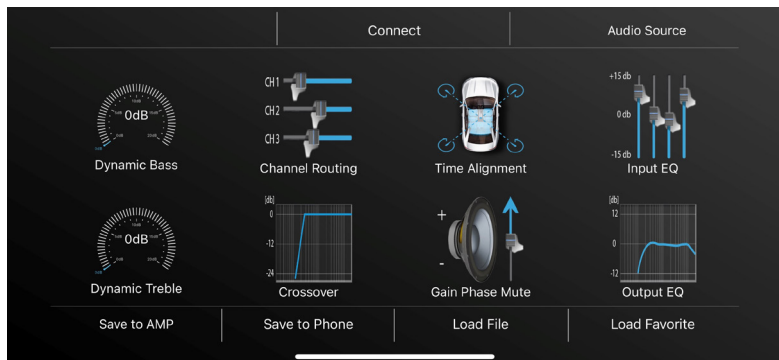 Connect
Audio Source
0dB
Dynamic Bass
CH1
CH2
CH3
Channel Routing
Time Alignment
+15 db
0 db
-15 db
Input EQ
0dB
Dynamic Treble
[db]
0
-12
-24
Crossover
+
-
Gain Phase Mute
[db]
12
0
-12
Output EQ
Save to AMP
Save to Phone
Load File
Load Favorite